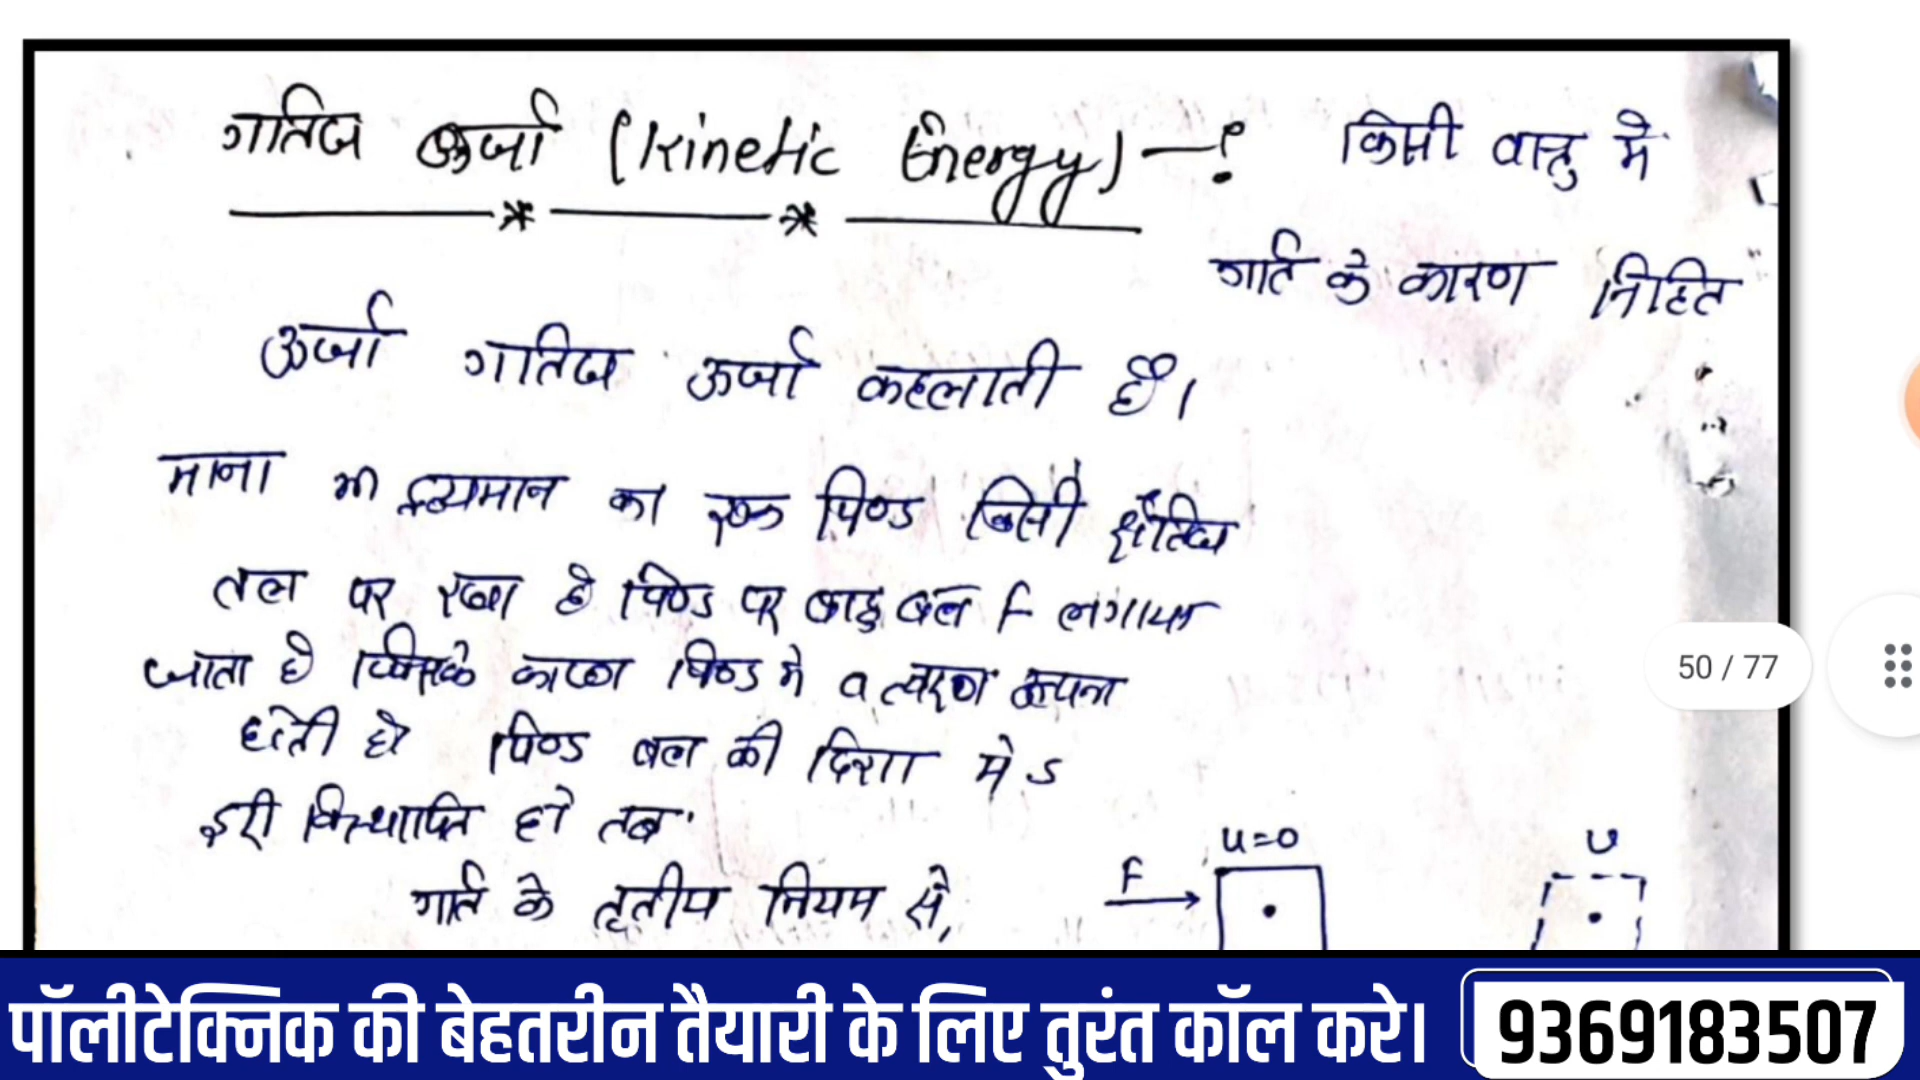 गतिज ऊर्जा (Kinetic Energy) — : किसी वस्तु मे
गति के कारण निहित
ऊर्जा गतिज ऊर्जा कहलाती है।
माना m द्रव्यमान का एक पिण्ड किसी क्षैतिज
तल पर रखा है पिण्ड पर बाह्य बल F लगाया
जाता है जिसके कारण पिण्ड मे a त्वरण उत्पन्न
होती है पिण्ड बल की दिशा मे s
दूरी विस्थापित हो तब
गति के तृतीय नियम से,
F
u=0
υ
50 / 77
पॉलीटेक्निक की बेहतरीन तैयारी के लिए तुरंत कॉल करे। 9369183507